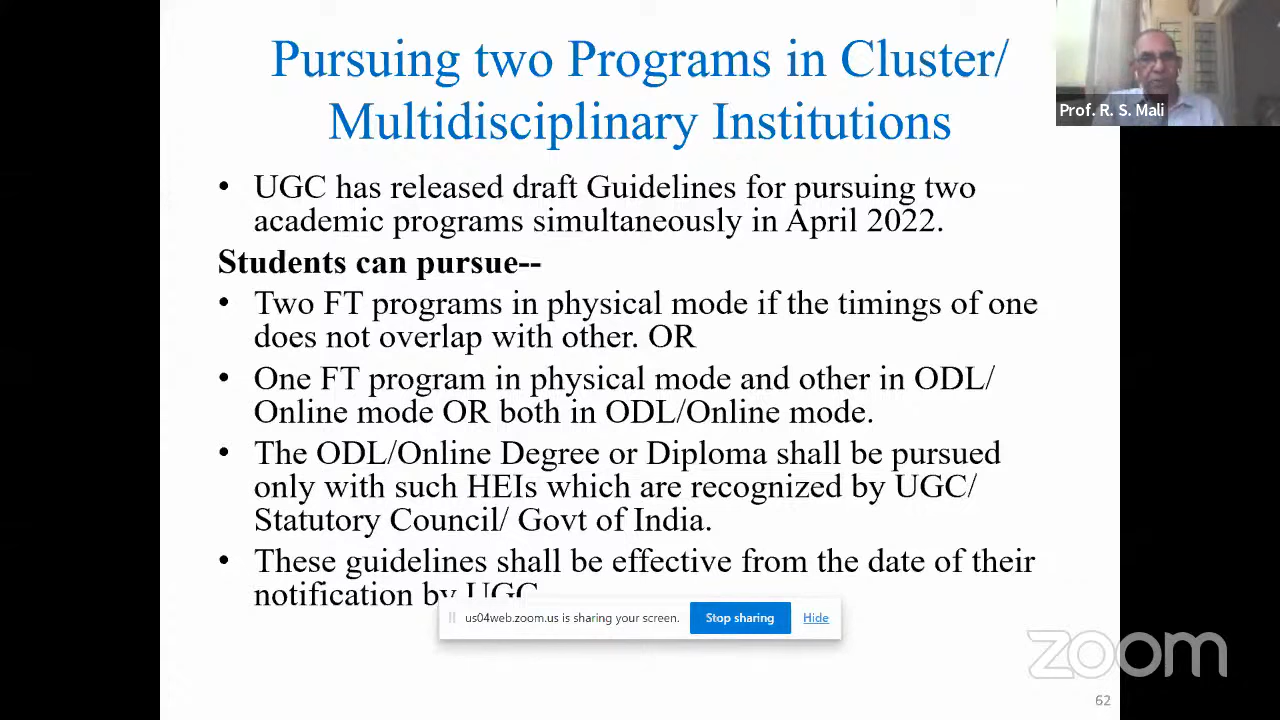 Pursuing two Programs in Cluster/
Multidisciplinary Institutions
Prof. R. S. Mali
• UGC has released draft Guidelines for pursuing two
academic programs simultaneously in April 2022.
Students can pursue--
• Two FT programs in physical mode if the timings of one
does not overlap with other. OR
• One FT program in physical mode and other in ODL/
Online mode OR both in ODL/Online mode.
• The ODL/Online Degree or Diploma shall be pursued
only with such HEIs which are recognized by UGC/
Statutory Council/ Govt of India.
• These guidelines shall be effective from the date of their
notification by UGC
us04web.zoom.us is sharing your screen. Stop sharing Hide
zoom
62